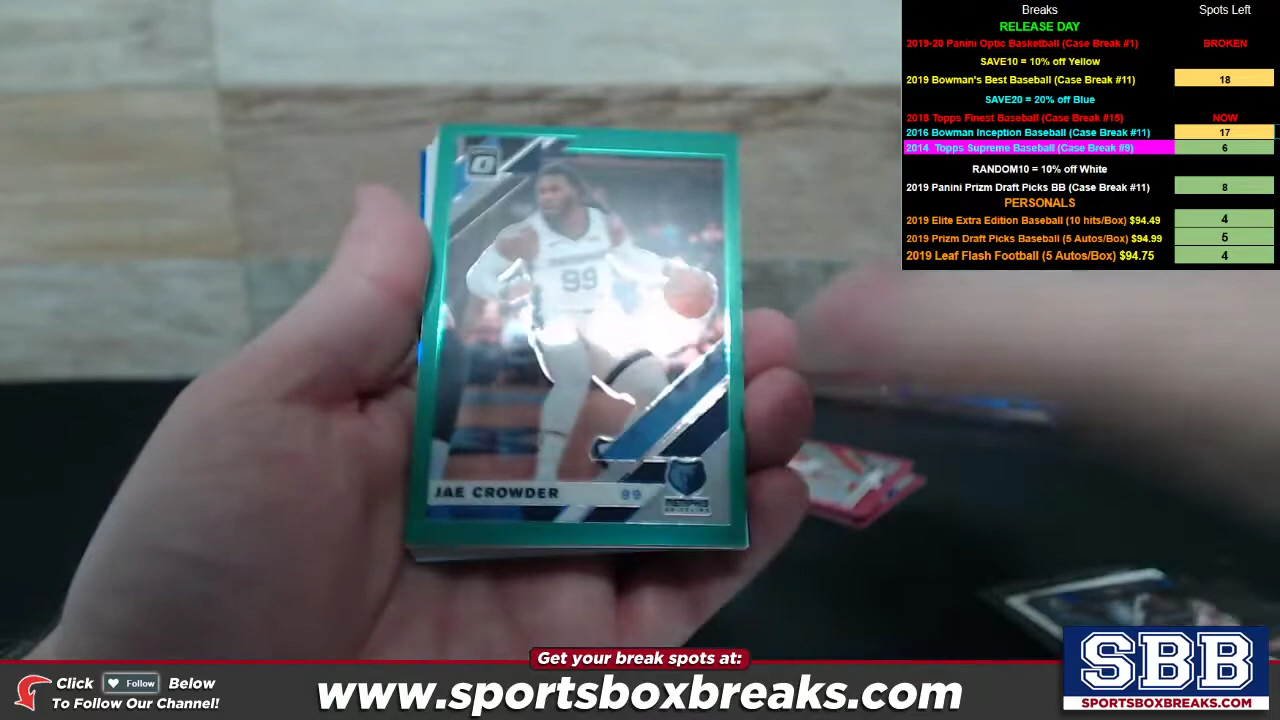 Breaks Spots Left
RELEASE DAY
2019-20 Panini Optic Basketball (Case Break #1) BROKEN
SAVE10 = 10% off Yellow
2019 Bowman's Best Baseball (Case Break #11) 18
SAVE20 = 20% off Blue
2018 Topps Finest Baseball (Case Break #15) NOW
2016 Bowman Inception Baseball (Case Break #11) 17
2014 Topps Supreme Baseball (Case Break #9) 6
RANDOM10 = 10% off White
2019 Panini Prizm Draft Picks BB (Case Break #11) 8
PERSONALS
2019 Elite Extra Edition Baseball (10 hits/Box) $94.49 4
2019 Prizm Draft Picks Baseball (5 Autos/Box) $94.99 5
2019 Leaf Flash Football (5 Autos/Box) $94.75 4
99
JAE CROWDER 99
MEMPHIS
GRIZZLIES
Get your break spots at:
Click Follow Below
To Follow Our Channel!
www.sportsboxbreaks.com
SBB
SPORTSBOXBREAKS.COM